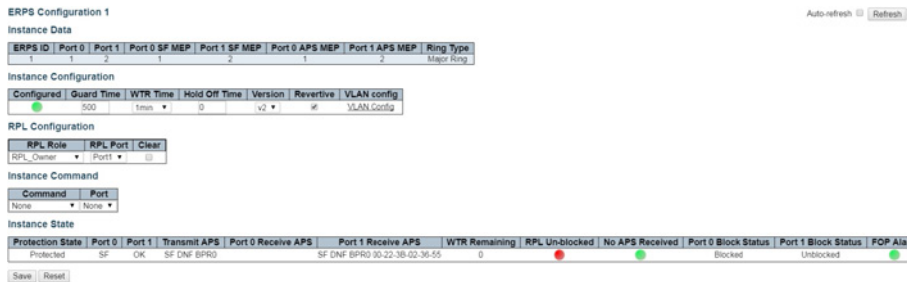 ERPS Configuration 1
Auto-refresh Refresh
Instance Data
ERPS ID Port 0 Port 1 Port 0 SF MEP Port 1 SF MEP Port 0 APS MEP Port 1 APS MEP Ring Type
1 1 2 1 2 1 2 Major Ring
Instance Configuration
Configured Guard Time WTR Time Hold Off Time Version Revertive VLAN config
500 1min 0 v2 VLAN Config
RPL Configuration
RPL Role RPL Port Clear
RPL_Owner Port1
Instance Command
Command Port
None None
Instance State
Protection State Port 0 Port 1 Transmit APS Port 0 Receive APS Port 1 Receive APS WTR Remaining RPL Un-blocked No APS Received Port 0 Block Status Port 1 Block Status FOP Ala
Protected SF OK SF DNF BPR0 SF DNF BPR0 00-22-3B-02-36-55 0 Blocked Unblocked
Save Reset